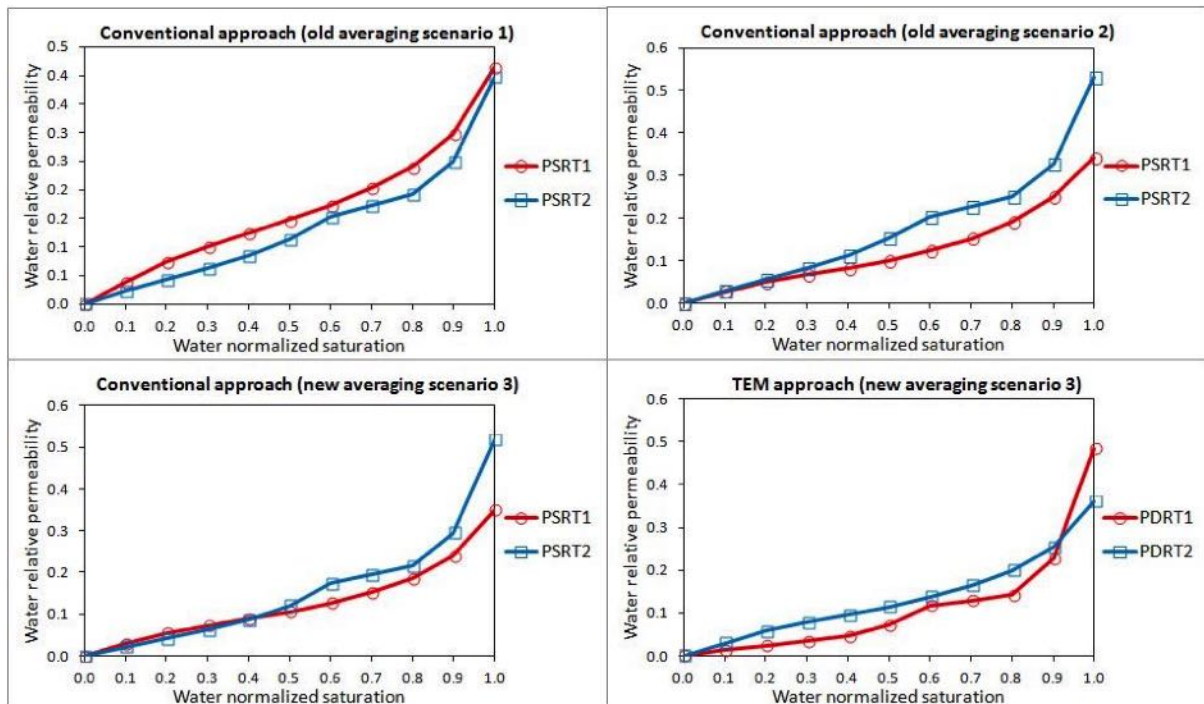 Conventional approach (old averaging scenario 1)
Water relative permeability
0.5
0.4
0.4
0.3
0.3
0.2
0.2
0.1
0.1
0.0
0.0 0.1 0.2 0.3 0.4 0.5 0.6 0.7 0.8 0.9 1.0
Water normalized saturation
PSRT1
PSRT2
Conventional approach (old averaging scenario 2)
Water relative permeability
0.6
0.5
0.4
0.3
0.2
0.1
0.0
0.0 0.1 0.2 0.3 0.4 0.5 0.6 0.7 0.8 0.9 1.0
Water normalized saturation
PSRT1
PSRT2
Conventional approach (new averaging scenario 3)
Water relative permeability
0.6
0.5
0.4
0.3
0.2
0.1
0.0
0.0 0.1 0.2 0.3 0.4 0.5 0.6 0.7 0.8 0.9 1.0
Water normalized saturation
PSRT1
PSRT2
TEM approach (new averaging scenario 3)
Water relative permeability
0.6
0.5
0.4
0.3
0.2
0.1
0.0
0.0 0.1 0.2 0.3 0.4 0.5 0.6 0.7 0.8 0.9 1.0
Water normalized saturation
PDRT1
PDRT2